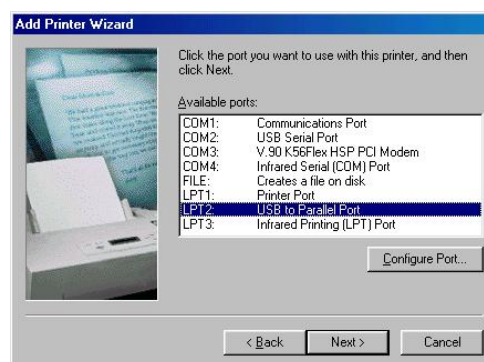 Add Printer Wizard
Click the port you want to use with this printer, and then
click Next.
Available ports:
COM1: Communications Port
COM2: USB Serial Port
COM3: V.90 K56Flex HSP PCI Modem
COM4: Infrared Serial (COM) Port
FILE: Creates a file on disk
LPT1: Printer Port
LPT2: USB to Parallel Port
LPT3: Infrared Printing (LPT) Port
Configure Port...
< Back
Next >
Cancel